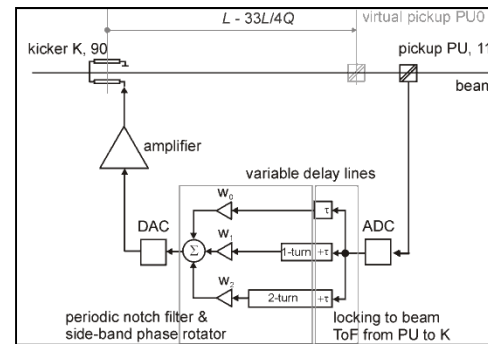 L - 33L/4Q
virtual pickup PU0
kicker K, 90
pickup PU, 11
beam
amplifier
variable delay lines
W0
τ
DAC
ADC
W1
Σ
1-turn
+τ
W2
2-turn
+τ
periodic notch filter &
side-band phase rotator
locking to beam
ToF from PU to K